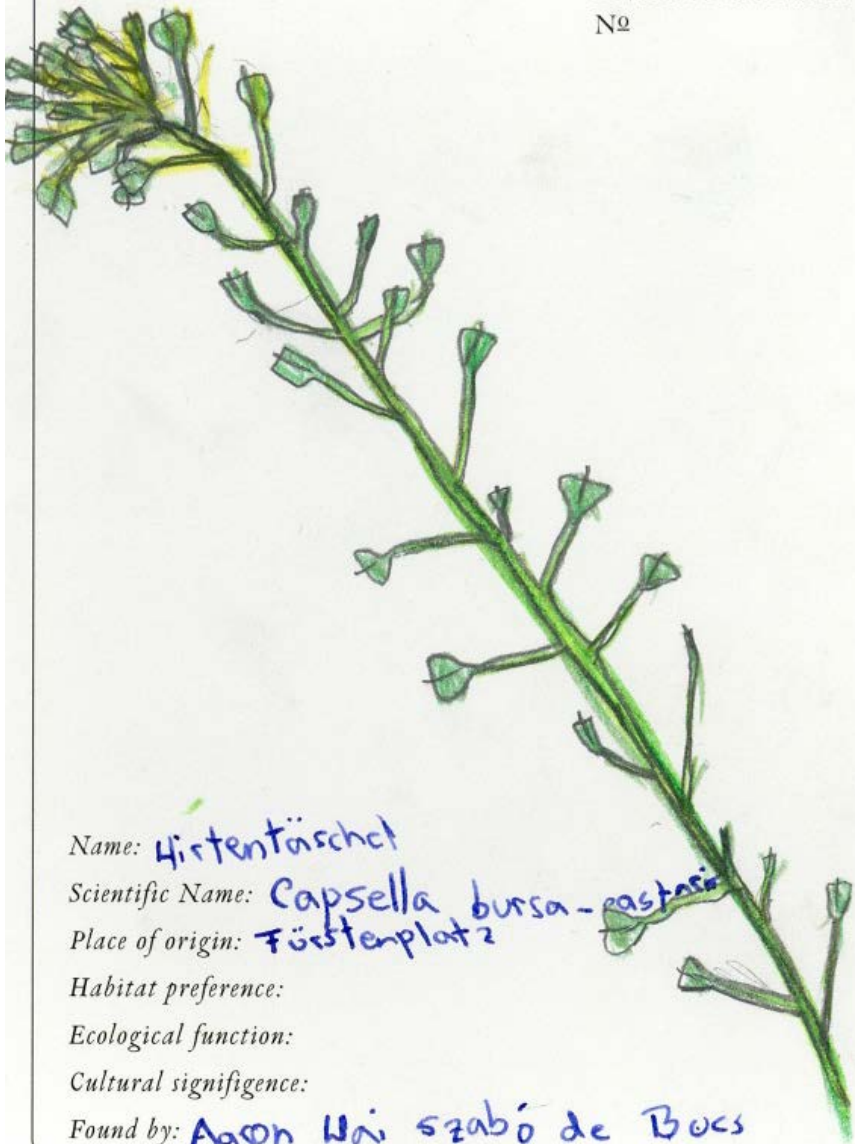 Nº
Name: Hirtentäschel
Scientific Name: Capsella bursa-pastoris
Place of origin: Fürstenplatz
Habitat preference:
Ecological function:
Cultural signifigence:
Found by: Aaron szabó de Bucs